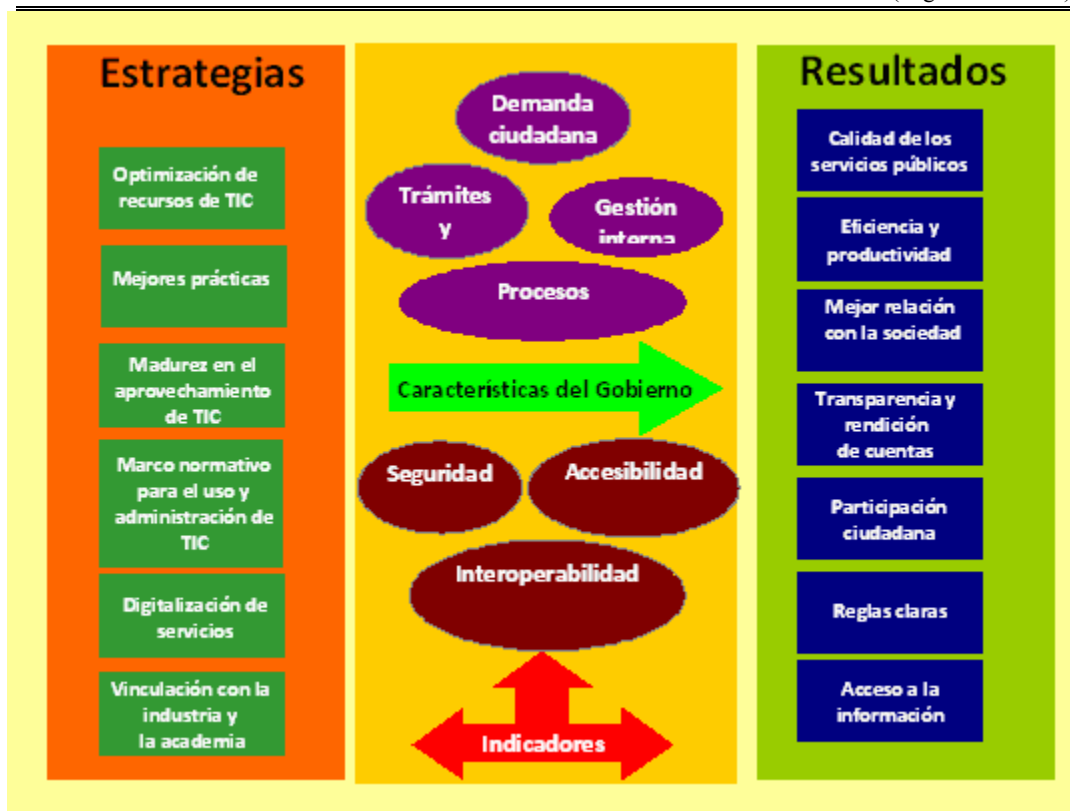 Estrategias
Optimización de
recursos de TIC
Mejores prácticas
Madurez en el
aprovechamiento
de TIC
Marco normativo
para el uso y
administración de
TIC
Digitalización de
servicios
Vinculación con la
industria y
la academia
Demanda
ciudadana
Trámites
y
Gestión
interna
Procesos
Características del Gobierno
Seguridad
Accesibilidad
Interoperabilidad
Indicadores
Resultados
Calidad de los
servicios públicos
Eficiencia y
productividad
Mejor relación
con la sociedad
Transparencia y
rendición
de cuentas
Participación
ciudadana
Reglas claras
Acceso a la
información